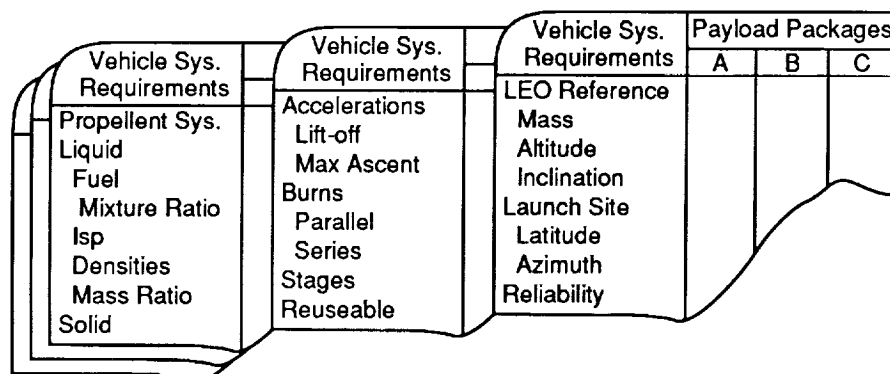 Vehicle Sys.
Requirements
Propellent Sys.
Liquid
Fuel
Mixture Ratio
Isp
Densities
Mass Ratio
Solid
Vehicle Sys.
Requirements
Accelerations
Lift-off
Max Ascent
Burns
Parallel
Series
Stages
Reuseable
Vehicle Sys.
Requirements
LEO Reference
Mass
Altitude
Inclination
Launch Site
Latitude
Azimuth
Reliability
Payload Packages
A B C